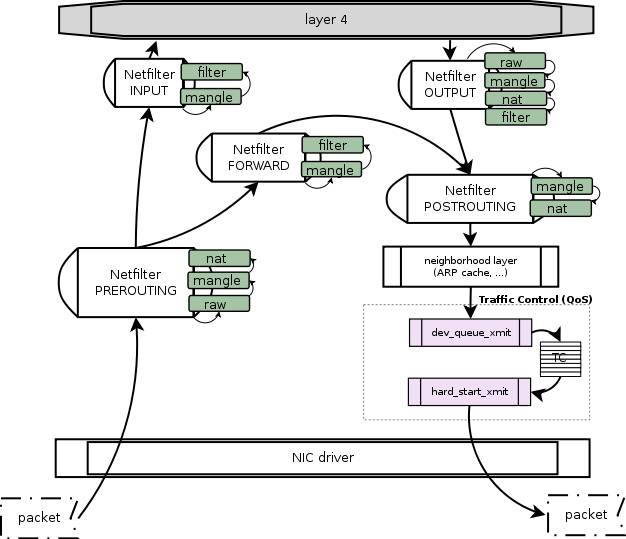 layer 4
Netfilter
INPUT
filter
mangle
Netfilter
OUTPUT
raw
mangle
nat
filter
Netfilter
FORWARD
filter
mangle
Netfilter
POSTROUTING
mangle
nat
Netfilter
PREROUTING
nat
mangle
raw
neighborhood layer
(ARP cache, ...)
Traffic Control (QoS)
dev_queue_xmit
TC
hard_start_xmit
NIC driver
packet
packet